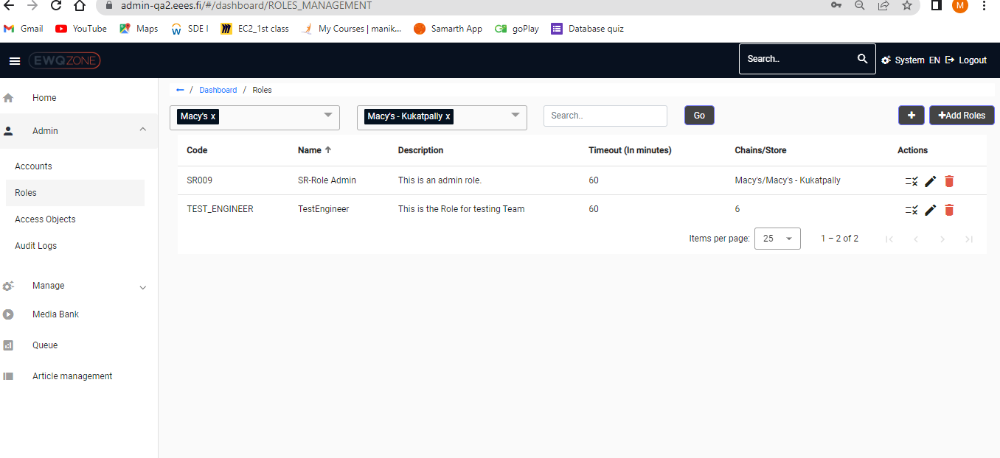 admin-qa2.eees.fi/#/dashboard/ROLES_MANAGEMENT
M
Gmail YouTube Maps SDE I EC2_1st class My Courses | manik... Samarth App goPlay Database quiz
EWQZONE Search.. System EN Logout
Home
Admin
Accounts
Roles
Access Objects
Audit Logs
Manage
Media Bank
Queue
Article management
/ Dashboard / Roles
Macy's x Macy's - Kukatpally x Search.. Go + +Add Roles
Code Name Description Timeout (In minutes) Chains/Store Actions
SR009 SR-Role Admin This is an admin role. 60 Macy's/Macy's - Kukatpally
TEST_ENGINEER TestEngineer This is the Role for testing Team 60 6
Items per page: 25 1 – 2 of 2